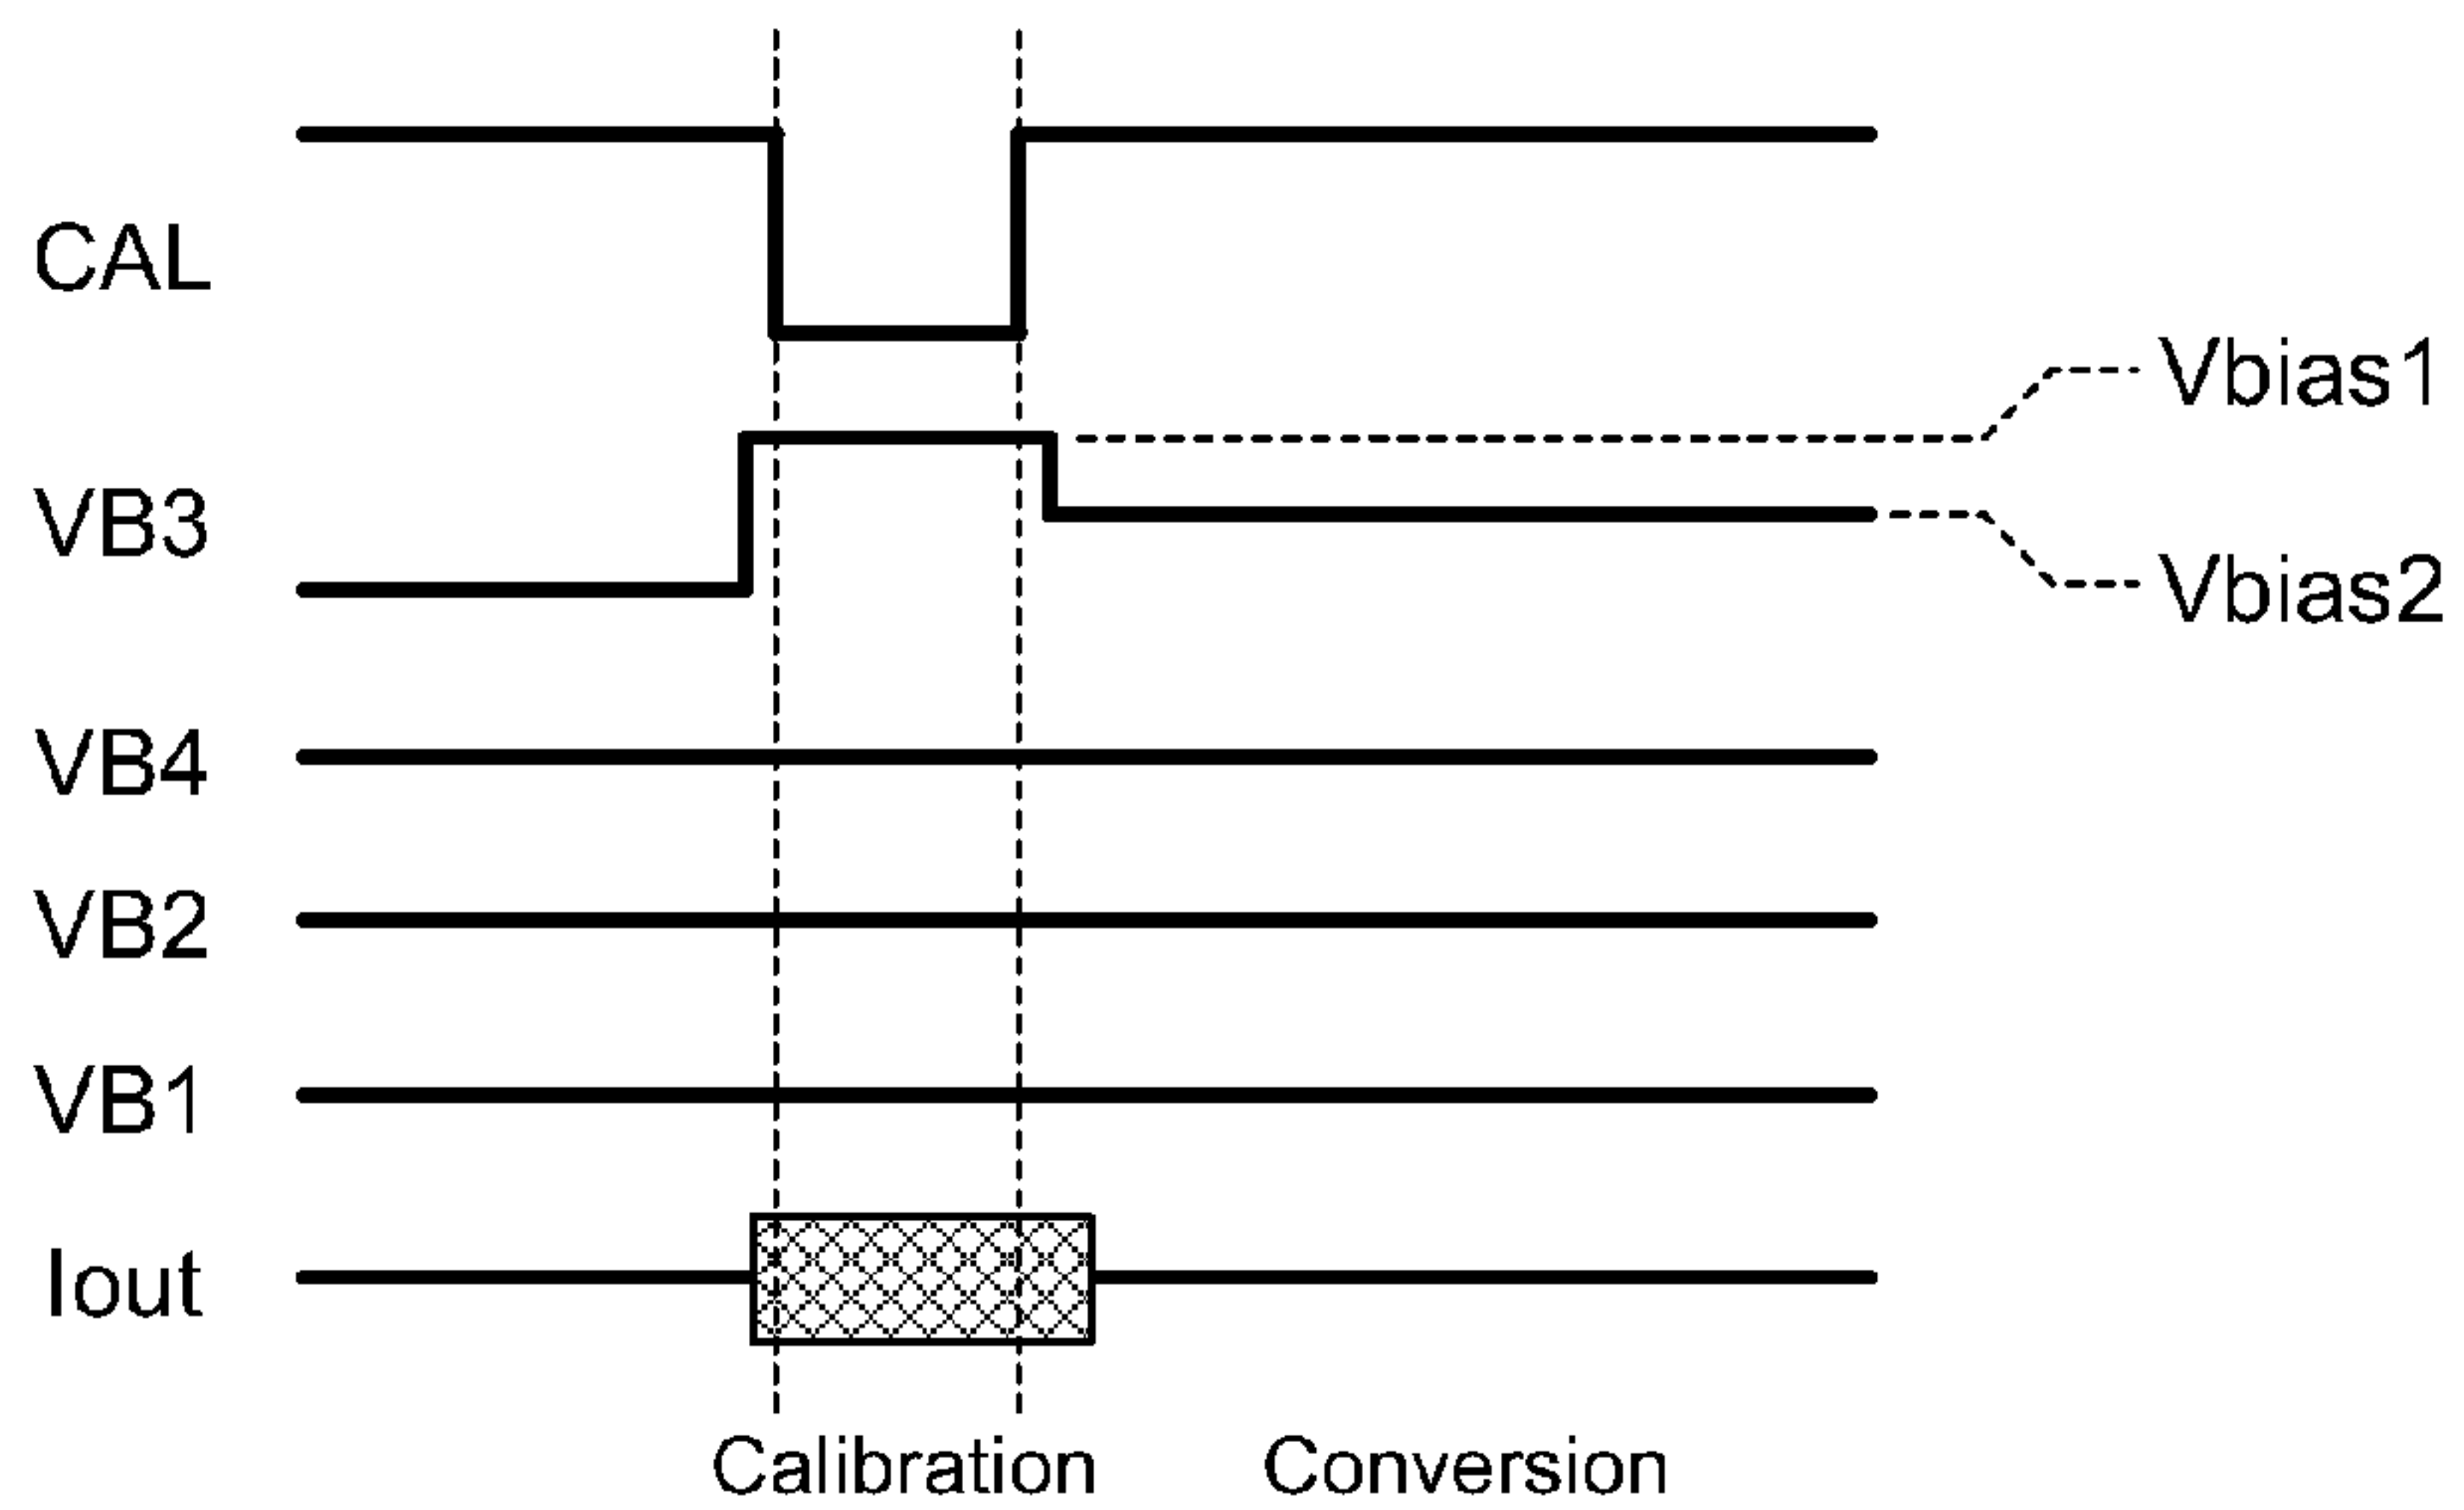 CAL
Vbias1
VB3
Vbias2
VB4
VB2
VB1
Iout
Calibration Conversion